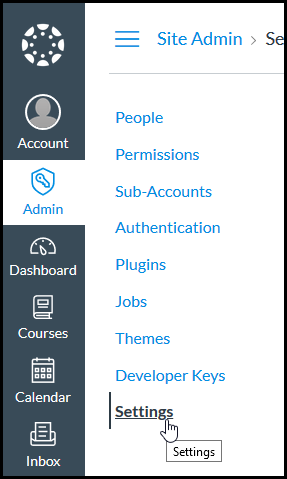 Site Admin > Se
Account
Admin
Dashboard
Courses
Calendar
Inbox
People
Permissions
Sub-Accounts
Authentication
Plugins
Jobs
Themes
Developer Keys
Settings
Settings